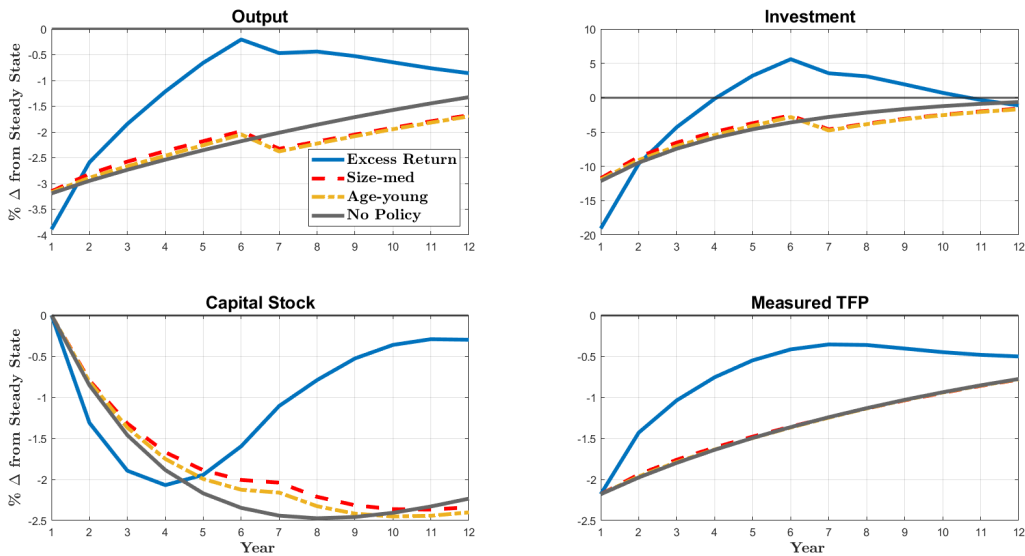 Output
% Δ from Steady State
0
-0.5
-1
-1.5
-2
-2.5
-3
-3.5
-4
1 2 3 4 5 6 7 8 9 10 11 12
Excess Return
Size-med
Age-young
No Policy
Investment
10
5
0
-5
-10
-15
-20
1 2 3 4 5 6 7 8 9 10 11 12
Capital Stock
% Δ from Steady State
0
-0.5
-1
-1.5
-2
-2.5
1 2 3 4 5 6 7 8 9 10 11 12
Year
Measured TFP
0
-0.5
-1
-1.5
-2
-2.5
1 2 3 4 5 6 7 8 9 10 11 12
Year